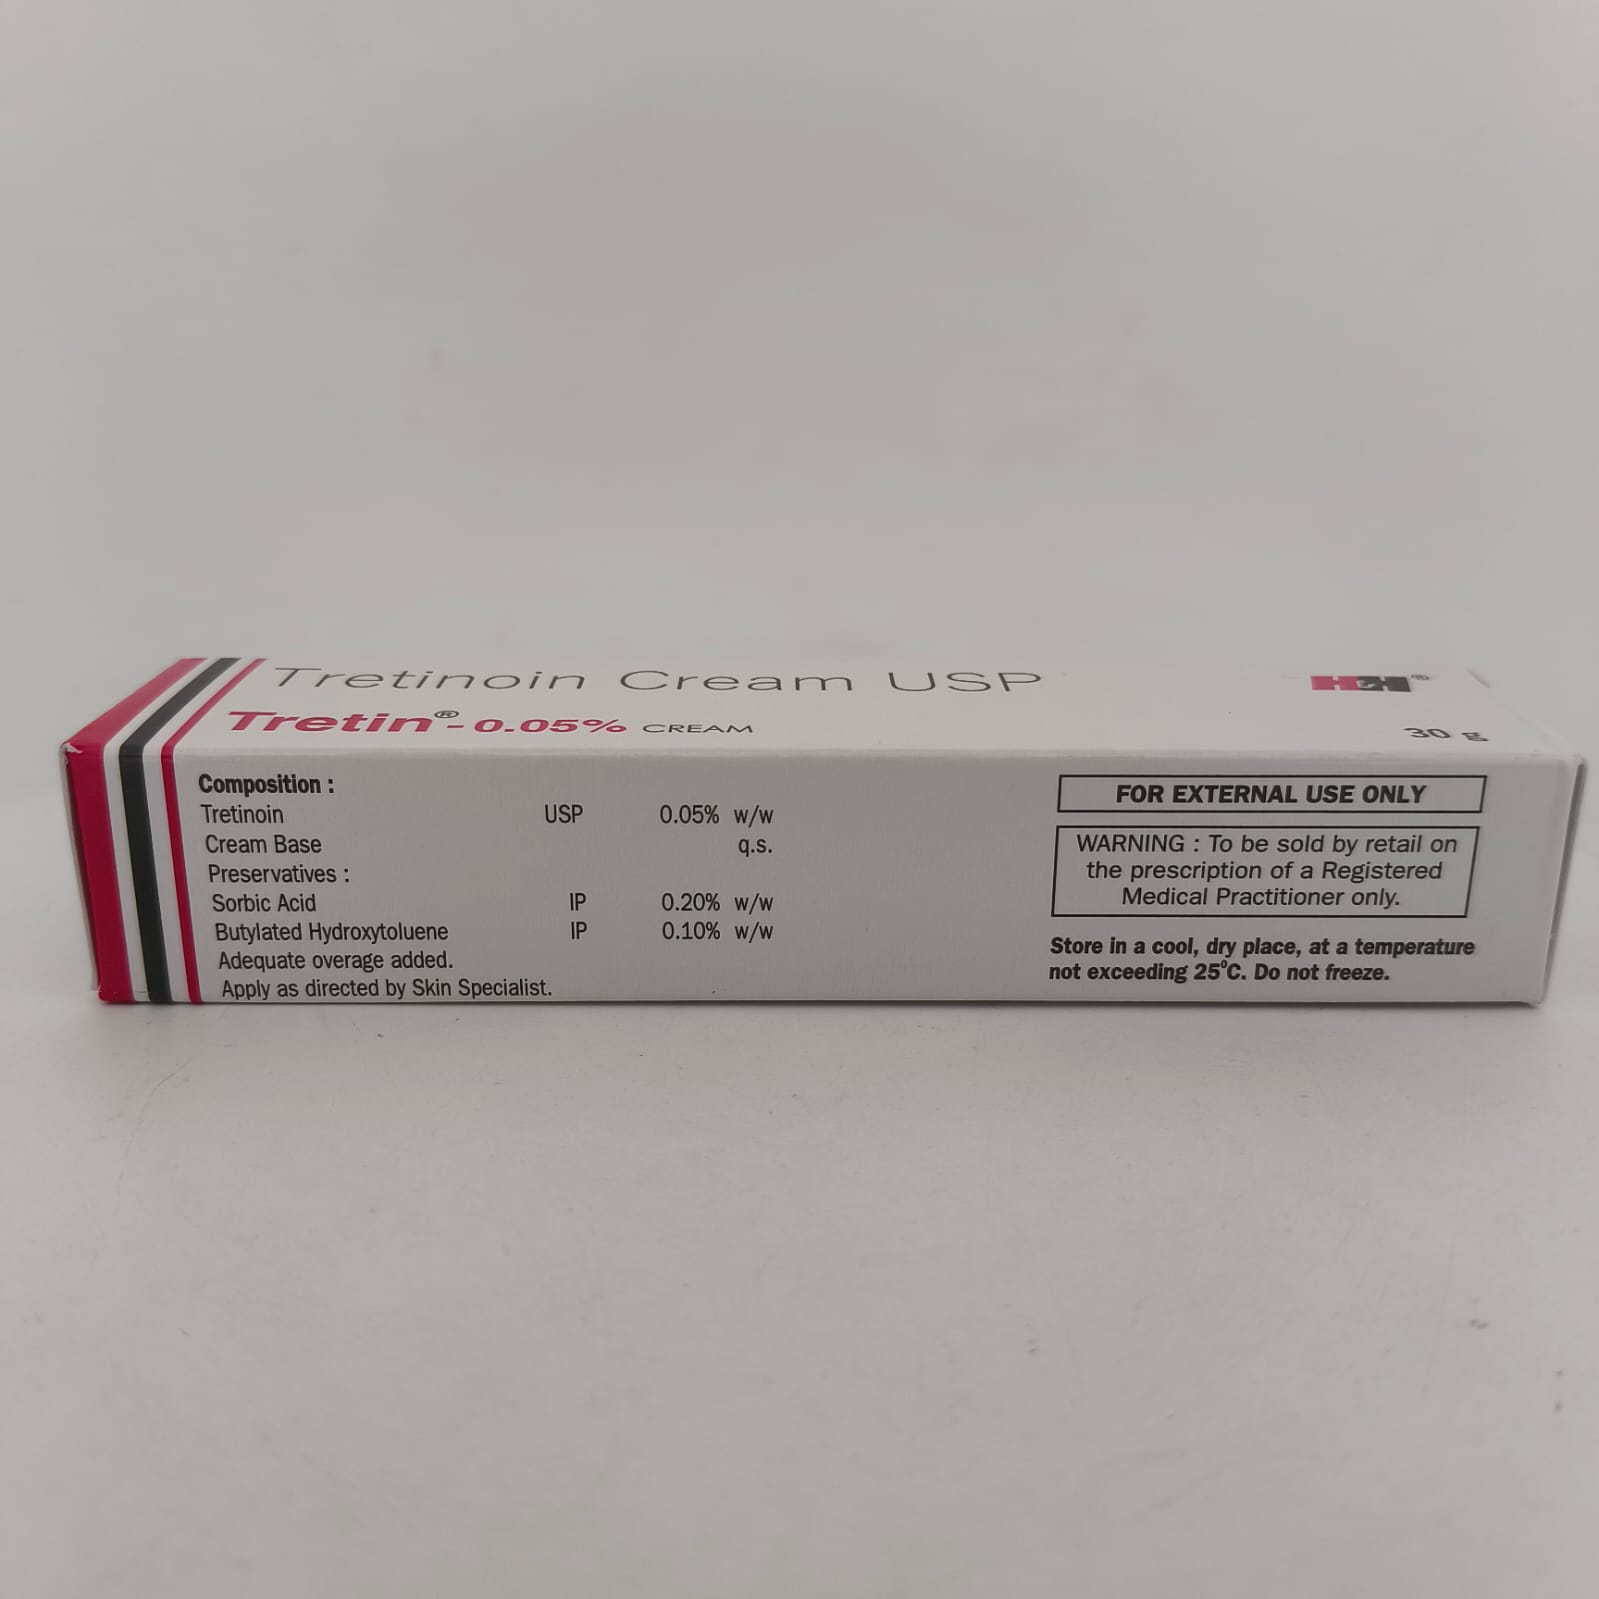 Tretinoin Cream USP
H&H®
Tretin®-0.05% CREAM
30 g
Composition :
Tretinoin USP 0.05% w/w
Cream Base q.s.
Preservatives :
Sorbic Acid IP 0.20% w/w
Butylated Hydroxytoluene IP 0.10% w/w
Adequate overage added.
Apply as directed by Skin Specialist.
FOR EXTERNAL USE ONLY
WARNING : To be sold by retail on
the prescription of a Registered
Medical Practitioner only.
Store in a cool, dry place, at a temperature
not exceeding 25°C. Do not freeze.